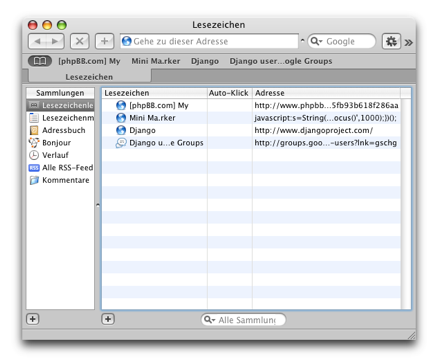 Lesezeichen
Gehe zu dieser Adresse
Google
[phpBB.com] My Mini Ma.rker Django Django user...ogle Groups
Lesezeichen
Sammlungen Lesezeichen Auto-Klick Adresse
Lesezeichenle [phpBB.com] My http://www.phpbb...5fb93b618f286aa
Lesezeichenm Mini Ma.rker javascript:s=String(...ocus()',1000);})();
Adressbuch Django http://www.djangoproject.com/
Bonjour Django u...e Groups http://groups.goo...-users?lnk=gschg
Verlauf
RSS Alle RSS-Feed
Kommentare
Alle Sammlung